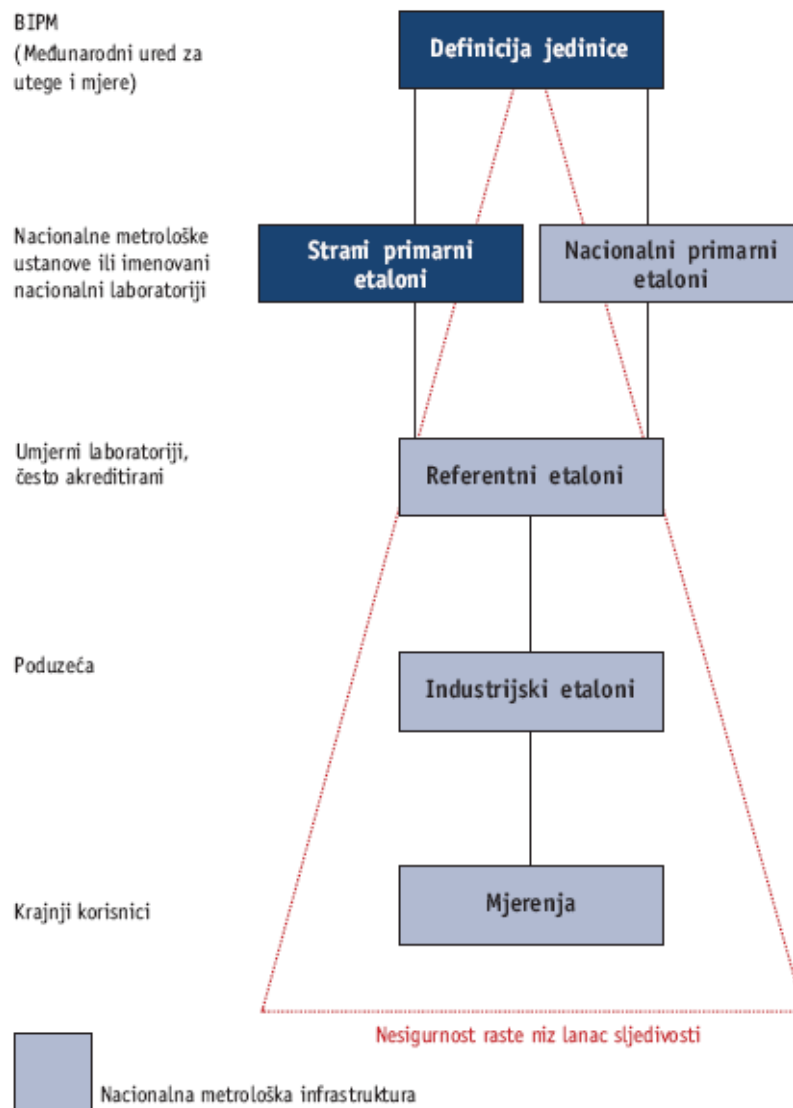 BIPM
(Međunarodni ured za
utege i mjere)
Definicija jedinice
Nacionalne metrološke
ustanove ili imenovani
nacionalni laboratoriji
Strani primarni
etaloni
Nacionalni primarni
etaloni
Umjerni laboratoriji,
često akreditirani
Referentni etaloni
Poduzeća
Industrijski etaloni
Krajnji korisnici
Mjerenja
Nesigurnost raste niz lanac sljedivosti
Nacionalna metrološka infrastruktura